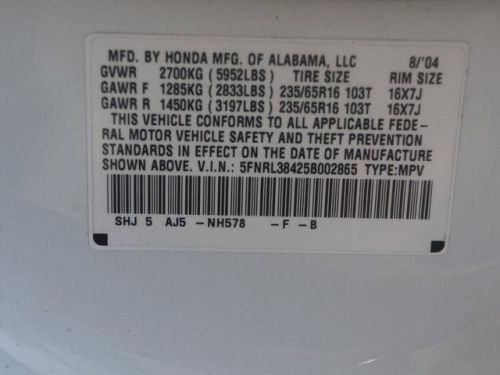 MFD. BY HONDA MFG. OF ALABAMA, LLC 8/'04
GVWR 2700KG (5952LBS) TIRE SIZE RIM SIZE
GAWR F 1285KG (2833LBS) 235/65R16 103T 16X7J
GAWR R 1450KG (3197LBS) 235/65R16 103T 16X7J
THIS VEHICLE CONFORMS TO ALL APPLICABLE FEDE-
RAL MOTOR VEHICLE SAFETY AND THEFT PREVENTION
STANDARDS IN EFFECT ON THE DATE OF MANUFACTURE
SHOWN ABOVE. V.I.N.: 5FNRL38425B002865 TYPE:MPV
SHJ 5 AJ5 -NH578 -F -B